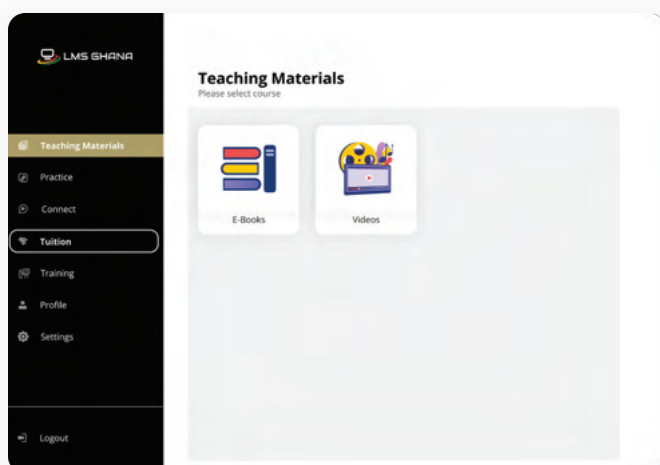 LMS GHANA
Teaching Materials
Practice
Connect
Tuition
Training
Profile
Settings
Logout
Teaching Materials
Please select course
E-Books
Videos